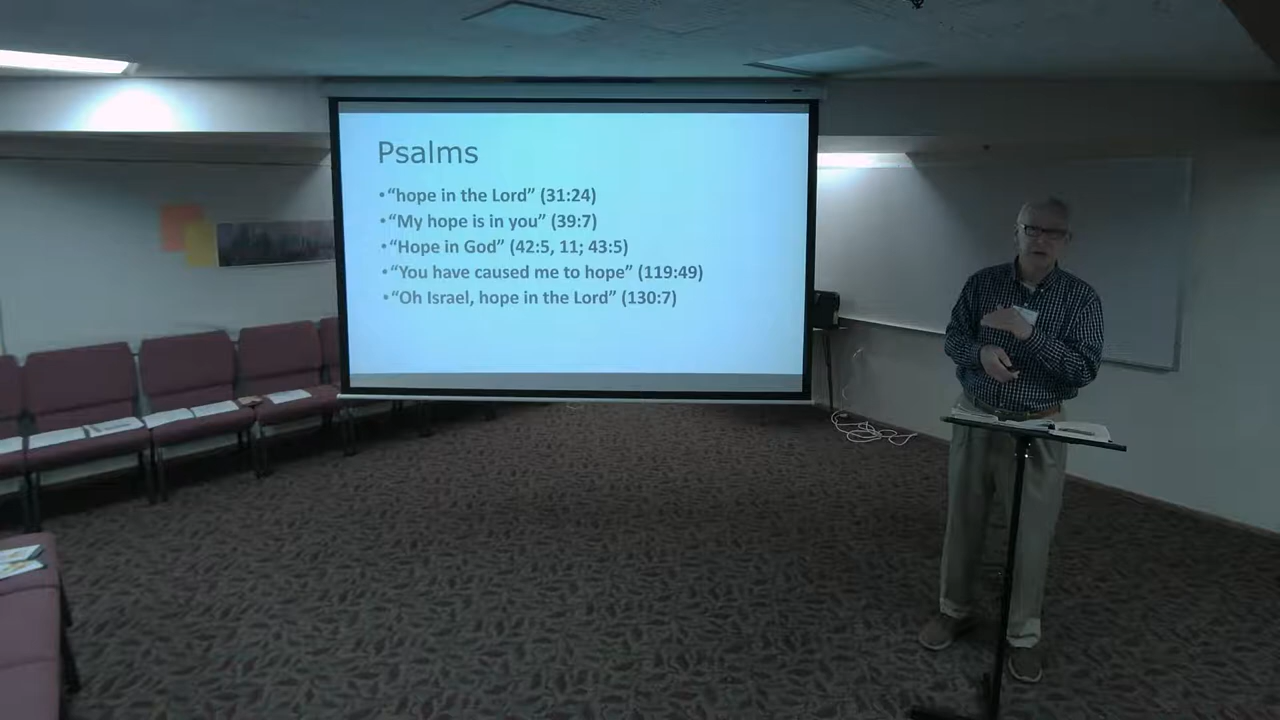 Psalms
•“hope in the Lord” (31:24)
•“My hope is in you” (39:7)
•“Hope in God” (42:5, 11; 43:5)
•“You have caused me to hope” (119:49)
•“Oh Israel, hope in the Lord” (130:7)